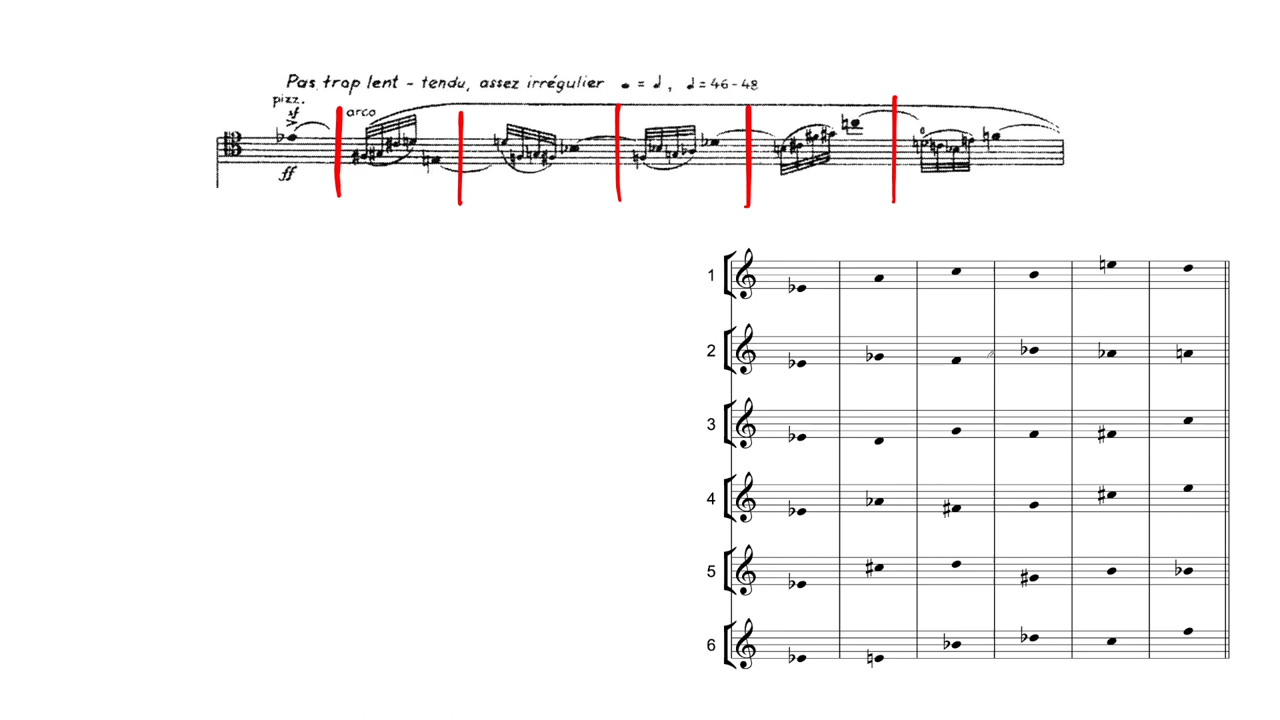 Pas trop lent - tendu, assez irrégulier 𝅘 = 𝅗𝅥 , 𝅗𝅥 = 46-48
pizz.
sf
arco
ff
1
2
3
4
5
6